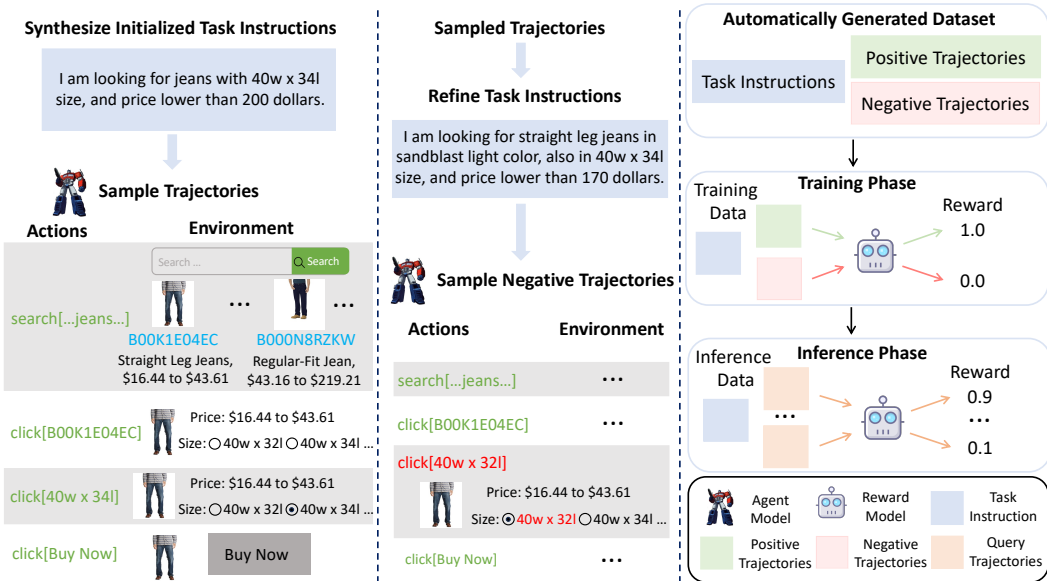 Synthesize Initialized Task Instructions
I am looking for jeans with 40w x 34l
size, and price lower than 200 dollars.
Sample Trajectories
Actions
Environment
Search ...
Search
search[...jeans...]
...
...
B00K1E04EC
B000N8RZKW
Straight Leg Jeans,
$16.44 to $43.61
Regular-Fit Jean,
$43.16 to $219.21
click[B00K1E04EC]
Price: $16.44 to $43.61
Size: 40w x 32l 40w x 34l ...
click[40w x 34l]
Price: $16.44 to $43.61
Size: 40w x 32l 40w x 34l ...
click[Buy Now]
Buy Now
Sampled Trajectories
Refine Task Instructions
I am looking for straight leg jeans in
sandblast light color, also in 40w x 34l
size, and price lower than 170 dollars.
Sample Negative Trajectories
Actions
Environment
search[...jeans...]
...
click[B00K1E04EC]
...
click[40w x 32l]
Price: $16.44 to $43.61
Size: 40w x 32l 40w x 34l ...
click[Buy Now]
...
Automatically Generated Dataset
Task Instructions
Positive Trajectories
Negative Trajectories
Training Phase
Training
Data
Reward
1.0
0.0
Inference Phase
Inference
Data
...
Reward
0.9
...
0.1
Agent
Model
Reward
Model
Task
Instruction
Positive
Trajectories
Negative
Trajectories
Query
Trajectories